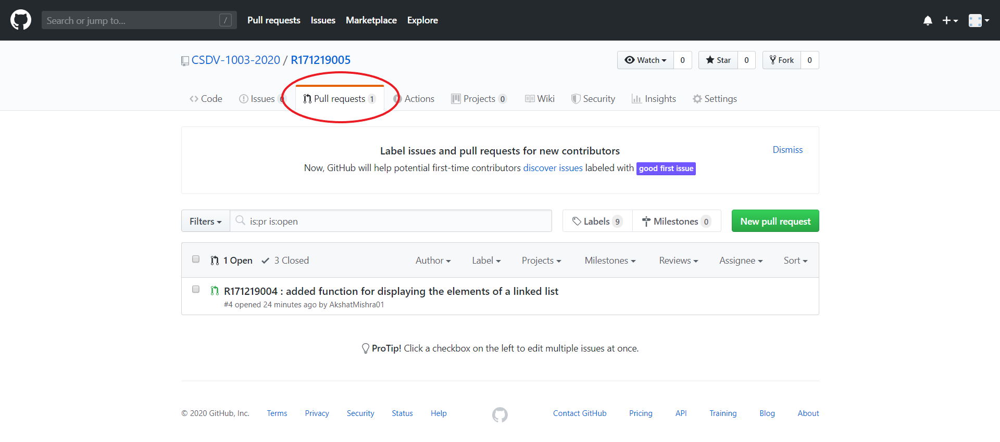 Search or jump to... / Pull requests Issues Marketplace Explore
CSDV-1003-2020 / R171219005 Watch 0 Star 0 Fork 0
Code Issues 0 Pull requests 1 Actions Projects 0 Wiki Security Insights Settings
Label issues and pull requests for new contributors Dismiss
Now, GitHub will help potential first-time contributors discover issues labeled with good first issue
Filters is:pr is:open Labels 9 Milestones 0 New pull request
1 Open 3 Closed Author Label Projects Milestones Reviews Assignee Sort
R171219004 : added function for displaying the elements of a linked list
#4 opened 24 minutes ago by AkshatMishra01
ProTip! Click a checkbox on the left to edit multiple issues at once.
© 2020 GitHub, Inc. Terms Privacy Security Status Help Contact GitHub Pricing API Training Blog About